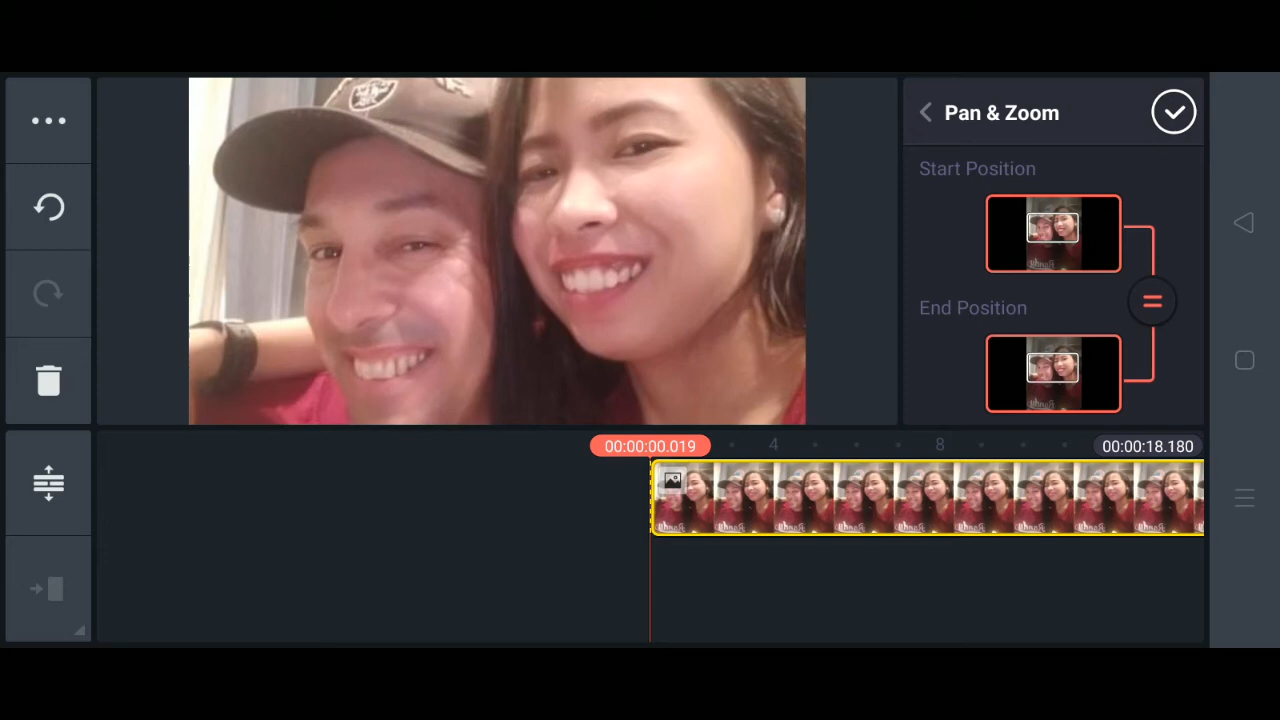 Pan & Zoom
Start Position
End Position
00:00:00.019
4
8
00:00:18.180